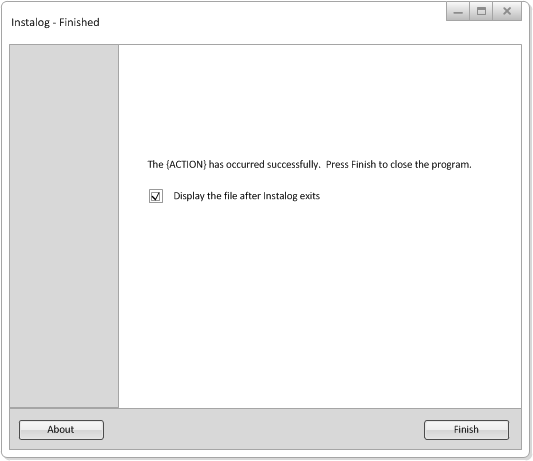 Instalog - Finished
The {ACTION} has occurred successfully.  Press Finish to close the program.
Display the file after Instalog exits
About
Finish